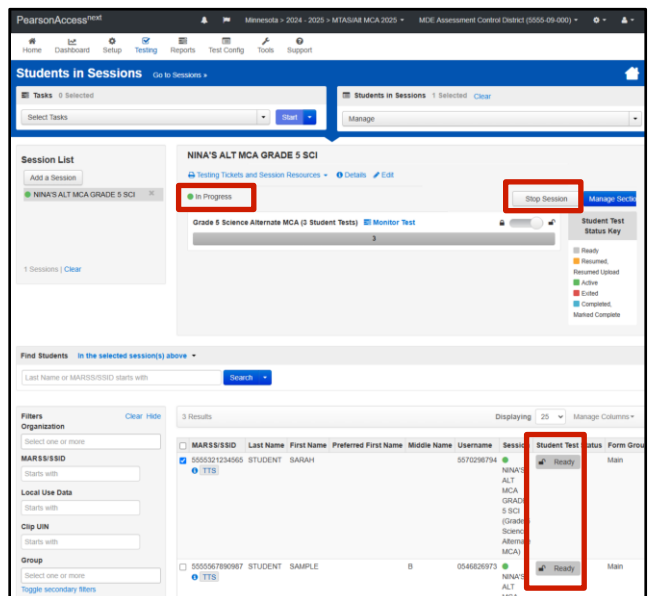 PearsonAccess next
Minnesota > 2024 - 2025 > MTAS/Alt MCA 2025
MDE Assessment Control District (5555-09-000)
Home Dashboard Setup Testing Reports Test Config Tools Support
Students in Sessions Go to Sessions »
Tasks 0 Selected
Select Tasks
Start
Students in Sessions 1 Selected Clear
Manage
Session List
Add a Session
NINA'S ALT MCA GRADE 5 SCI ×
1 Sessions | Clear
NINA'S ALT MCA GRADE 5 SCI
Testing Tickets and Session Resources Details Edit
In Progress
Stop Session
Manage Sectio
Grade 5 Science Alternate MCA (3 Student Tests) Monitor Test
3
Student Test
Status Key
Ready
Resumed,
Resumed Upload
Active
Exited
Completed,
Marked Complete
Find Students In the selected session(s) above
Last Name or MARSS/SSID starts with
Search
Filters Clear Hide
Organization
Select one or more
MARSS/SSID
Starts with
Local Use Data
Starts with
Clip UIN
Starts with
Group
Select one or more
Toggle secondary filters
3 Results
Displaying 25 Manage Columns
MARSS/SSID Last Name First Name Preferred First Name Middle Name Username Session Student Test Status Form Grou
5555321234565 STUDENT SARAH 5570298794 Ready Main
TTS
NINA'S
ALT
MCA
GRADE
5 SCI
(Grade
5
Science
Alternate
MCA)
5555567890987 STUDENT SAMPLE B 0546826973 Ready Main
TTS
NINA'S
ALT